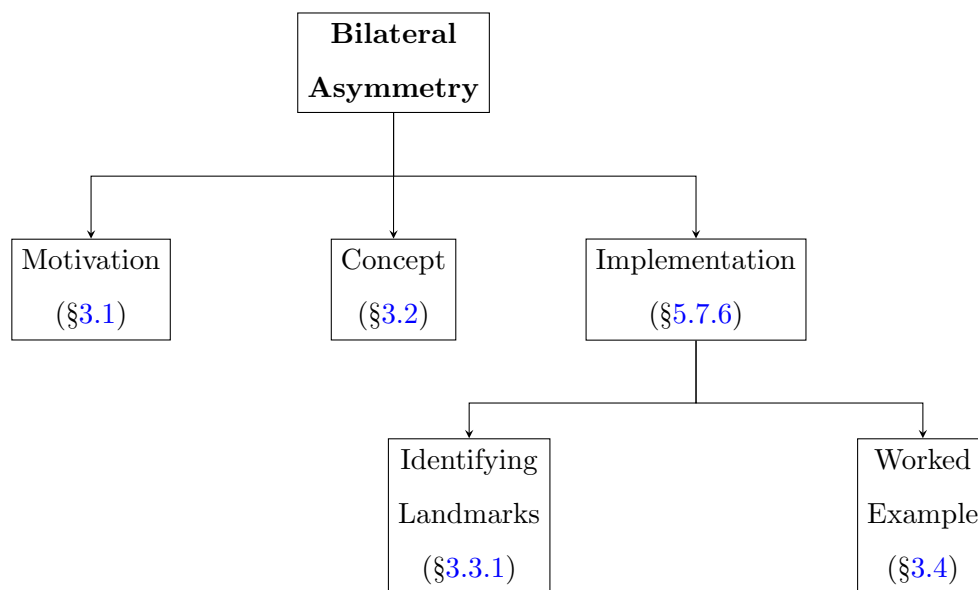 Bilateral
Asymmetry
Motivation
(§3.1)
Concept
(§3.2)
Implementation
(§5.7.6)
Identifying
Landmarks
(§3.3.1)
Worked
Example
(§3.4)